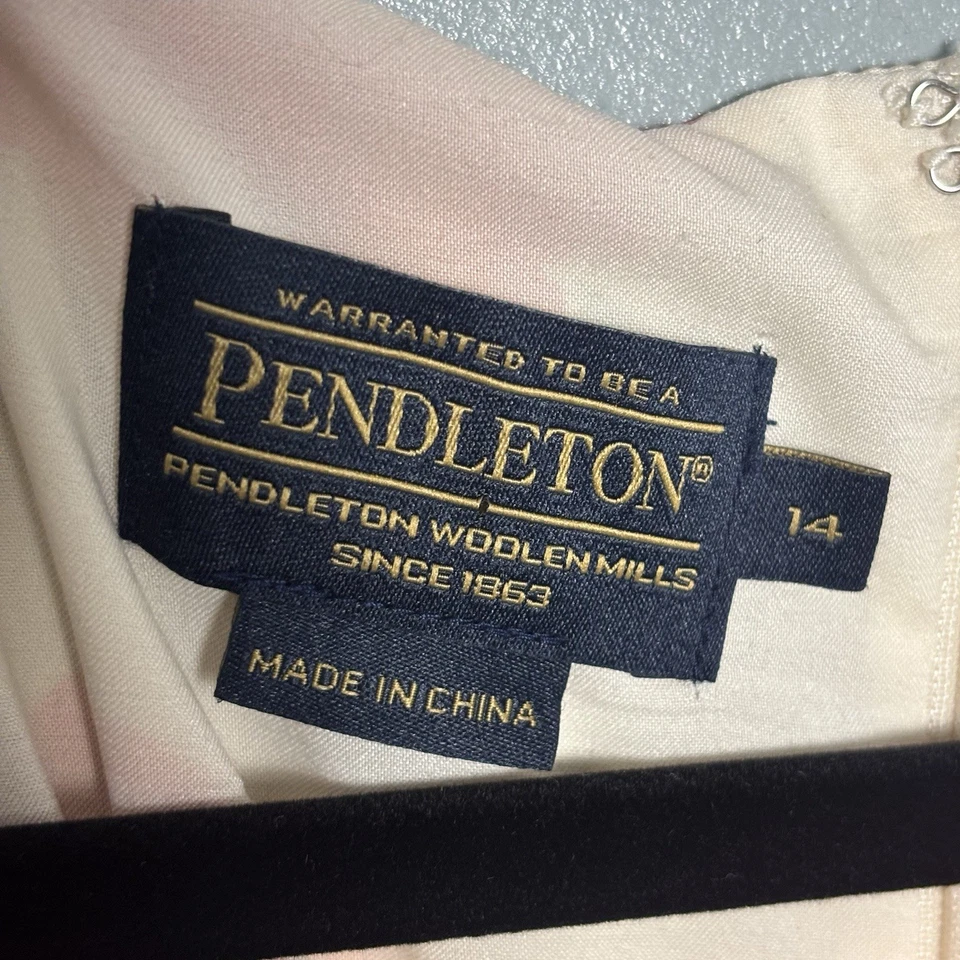 WARRANTED TO BE A
PENDLETON®
PENDLETON WOOLEN MILLS
SINCE 1863
14
MADE IN CHINA